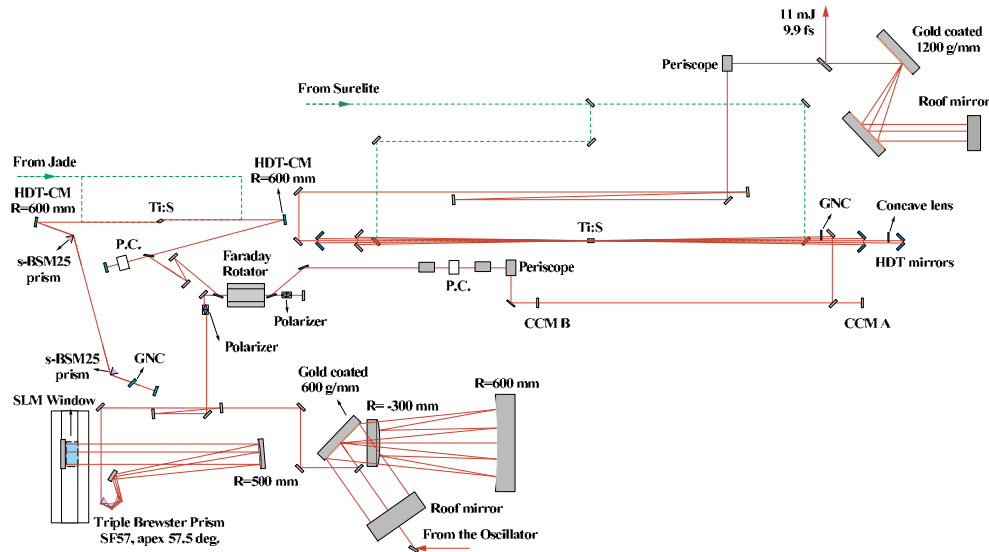 11 mJ
9.9 fs
Gold coated
1200 g/mm
Periscope
From Surelite
Roof mirror
From Jade
HDT-CM
R=600 mm
HDT-CM
R=600 mm
Ti:S
GNC
Concave lens
Ti:S
P.C.
s-BSM25
prism
Faraday
Rotator
HDT mirrors
Periscope
P.C.
Polarizer
CCM B
CCM A
Polarizer
s-BSM25
prism
GNC
Gold coated
600 g/mm
R=600 mm
SLM Window
R= -300 mm
R=500 mm
Roof mirror
Triple Brewster Prism
SF57, apex 57.5 deg.
From the Oscillator